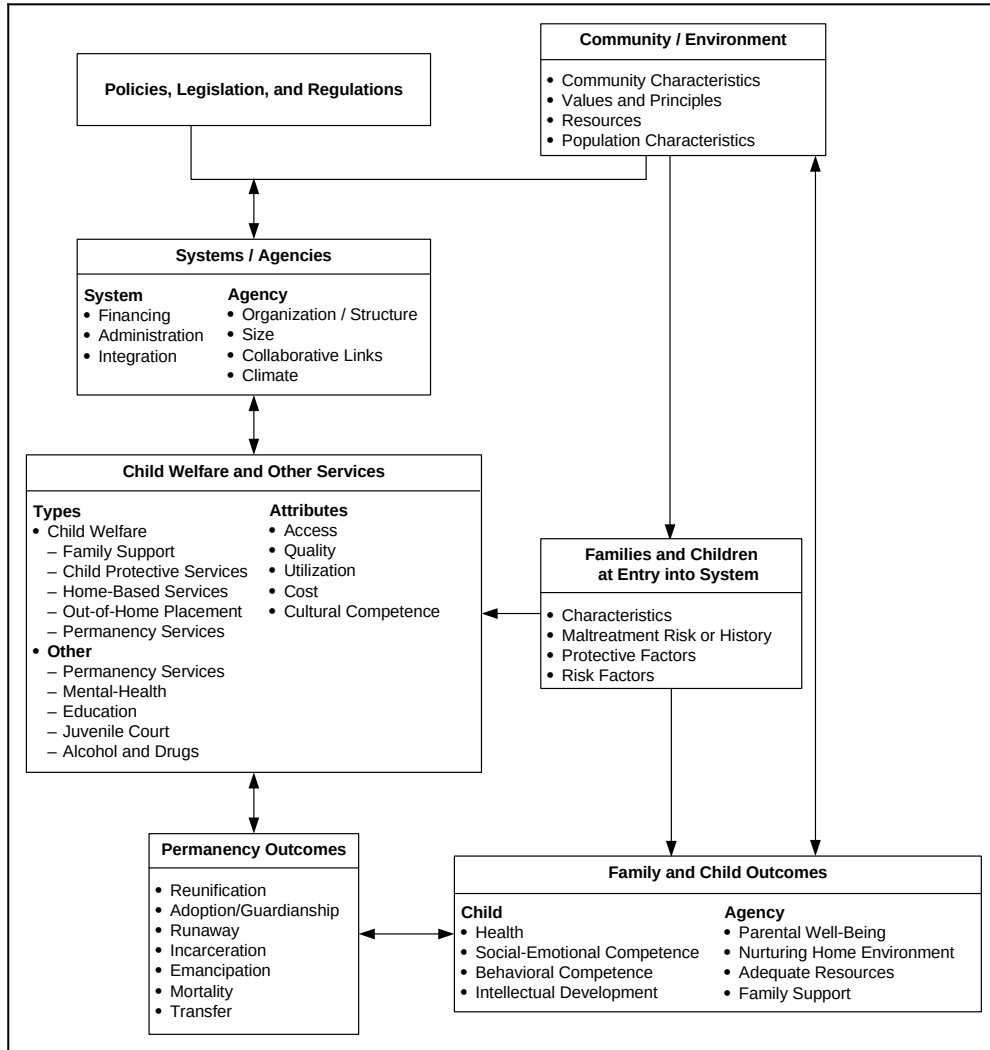 Policies, Legislation, and Regulations
Community / Environment
• Community Characteristics
• Values and Principles
• Resources
• Population Characteristics
Systems / Agencies
System
• Financing
• Administration
• Integration
Agency
• Organization / Structure
• Size
• Collaborative Links
• Climate
Child Welfare and Other Services
Types
• Child Welfare
– Family Support
– Child Protective Services
– Home-Based Services
– Out-of-Home Placement
– Permanency Services
• Other
– Permanency Services
– Mental-Health
– Education
– Juvenile Court
– Alcohol and Drugs
Attributes
• Access
• Quality
• Utilization
• Cost
• Cultural Competence
Families and Children
at Entry into System
• Characteristics
• Maltreatment Risk or History
• Protective Factors
• Risk Factors
Permanency Outcomes
• Reunification
• Adoption/Guardianship
• Runaway
• Incarceration
• Emancipation
• Mortality
• Transfer
Family and Child Outcomes
Child
• Health
• Social-Emotional Competence
• Behavioral Competence
• Intellectual Development
Agency
• Parental Well-Being
• Nurturing Home Environment
• Adequate Resources
• Family Support